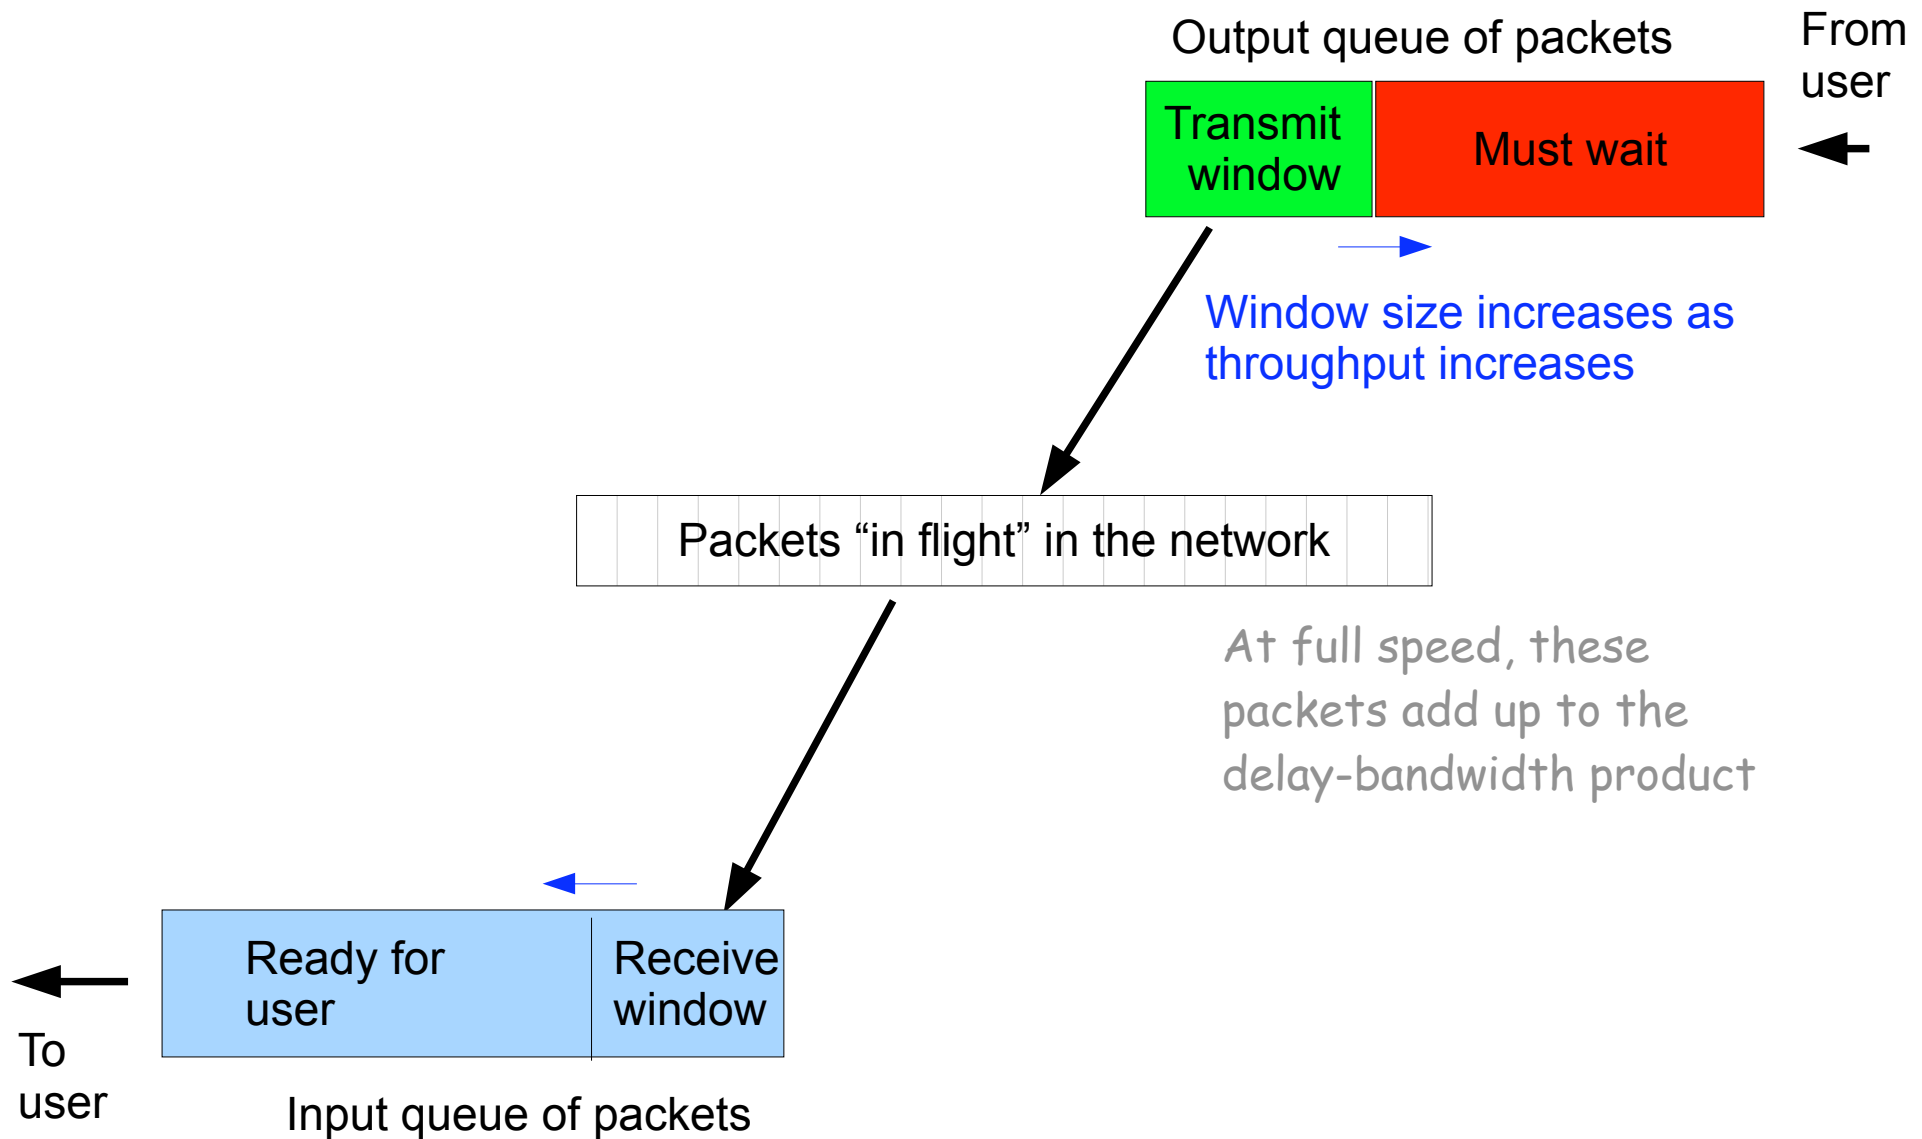 Output queue of packets
From
user
Transmit
window
Must wait
Window size increases as
throughput increases
Packets “in flight” in the network
At full speed, these
packets add up to the
delay-bandwidth product
Ready for
user
Receive
window
To
user
Input queue of packets